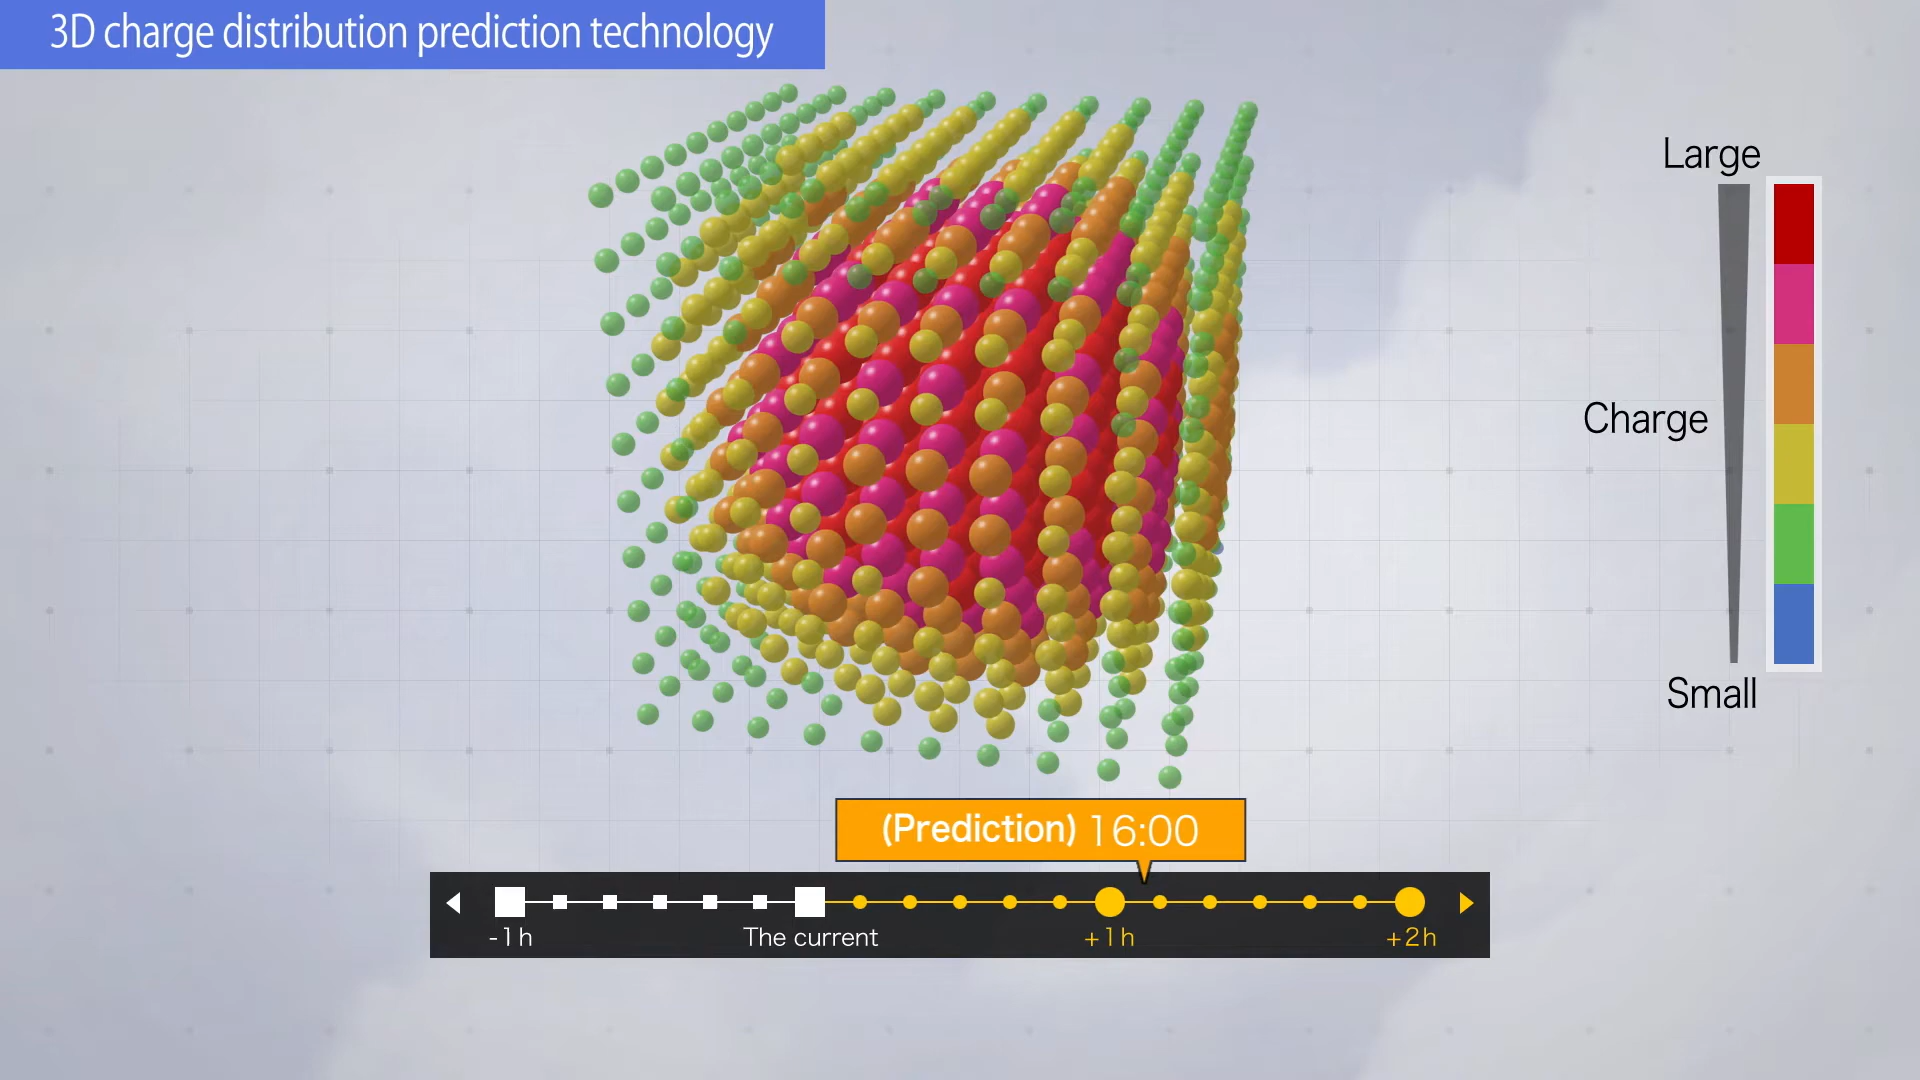 3D charge distribution prediction technology
Large
Charge
Small
(Prediction) 16:00
-1h
The current
+1h
+2h